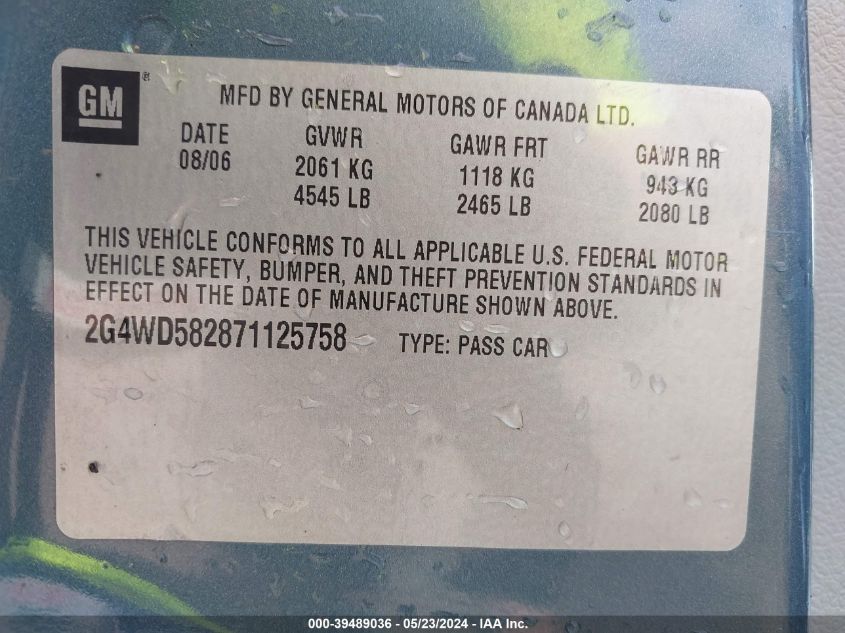 GM ®
MFD BY GENERAL MOTORS OF CANADA LTD.
DATE GVWR GAWR FRT GAWR RR
08/06 2061 KG 1118 KG 943 KG
4545 LB 2465 LB 2080 LB
THIS VEHICLE CONFORMS TO ALL APPLICABLE U.S. FEDERAL MOTOR
VEHICLE SAFETY, BUMPER, AND THEFT PREVENTION STANDARDS IN
EFFECT ON THE DATE OF MANUFACTURE SHOWN ABOVE.
2G4WD582871125758 TYPE: PASS CAR
000-39489036 - 05/23/2024 - IAA Inc.